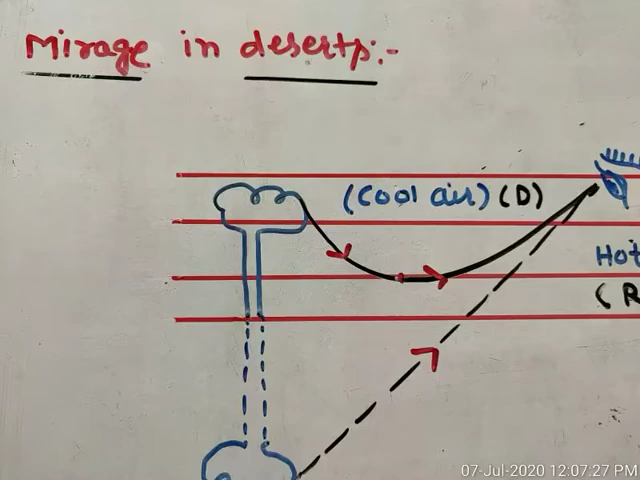 Mirage in deserts:-
(Cool air) (D)
Hot
(R
07-Jul-2020 12:07:27 PM